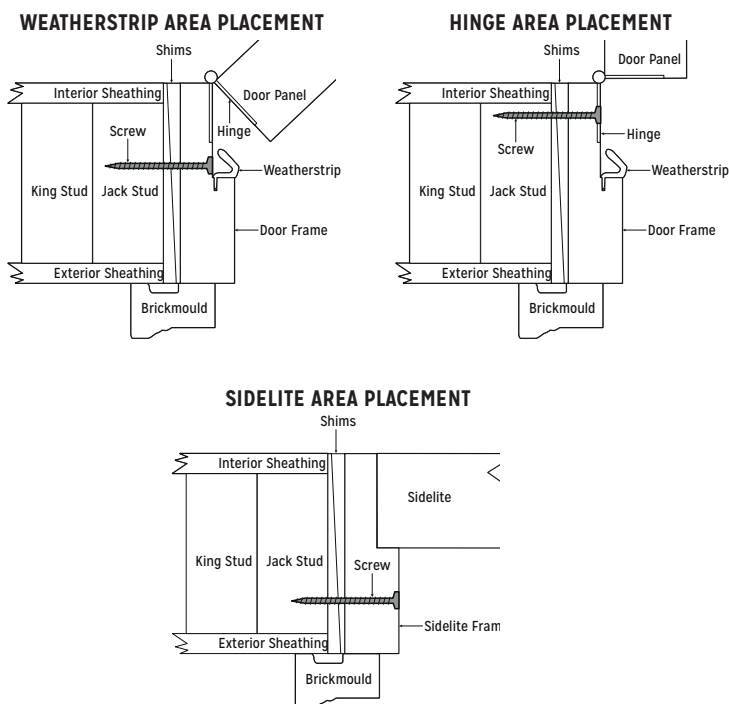 WEATHERSTRIP AREA PLACEMENT
Shims
Interior Sheathing
Door Panel
Screw
Hinge
Weatherstrip
King Stud
Jack Stud
Door Frame
Exterior Sheathing
Brickmould
HINGE AREA PLACEMENT
Shims
Door Panel
Interior Sheathing
Hinge
Screw
Weatherstrip
King Stud
Jack Stud
Door Frame
Exterior Sheathing
Brickmould
SIDELITE AREA PLACEMENT
Shims
Interior Sheathing
Sidelite
King Stud
Jack Stud
Screw
Sidelite Fram
Exterior Sheathing
Brickmould